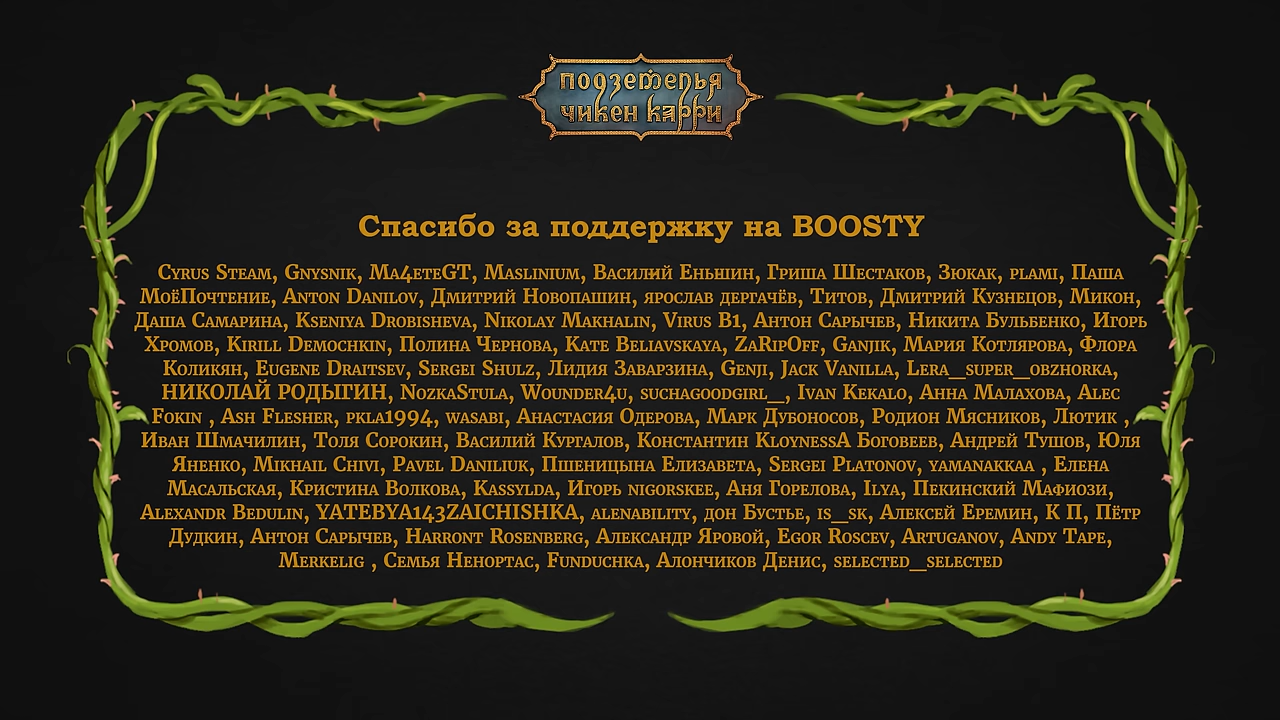 подземелья
чикен карри
Спасибо за поддержку на BOOSTY
Cyrus Steam, Gnysnik, Ma4eteGT, Maslinium, Василий Еньшин, Гриша Шестаков, Зюкак, plami, Паша
МоёПочтение, Anton Danilov, Дмитрий Новопашин, ярослав дергачёв, Титов, Дмитрий Кузнецов, Микон,
Даша Самарина, Kseniya Drobisheva, Nikolay Makhalin, Virus B1, Антон Сарычев, Никита Бульбенко, Игорь
Хромов, Kirill Demochkin, Полина Чернова, Kate Beliavskaya, ZaRipOff, Ganjik, Мария Котлярова, Флора
Коликян, Eugene Draitsev, Sergei Shulz, Лидия Заварзина, Genji, Jack Vanilla, Lera_super_obzhorka,
НИКОЛАЙ РОДЫГИН, NozkaStula, Wounder4u, suchagoodgirl_, Ivan Kekalo, Анна Малахова, Alec
Fokin , Ash Flesher, pkla1994, wasabi, Анастасия Одерова, Марк Дубоносов, Родион Мясников, Лютик ,
Иван Шмачилин, Толя Сорокин, Василий Кургалов, Константин KloynessA Боговеев, Андрей Тушов, Юля
Яненко, Mikhail Chivi, Pavel Daniliuk, Пшеницына Елизавета, Sergei Platonov, yamanakkaa , Елена
Масальская, Кристина Волкова, Kassylda, Игорь nigorskee, Аня Горелова, Ilya, Пекинский Мафиози,
Alexandr Bedulin, YATEBYA143ZAICHISHKA, alenability, дон Бустье, is_sk, Алексей Еремин, К П, Пётр
Дудкин, Антон Сарычев, Harront Rosenberg, Александр Яровой, Egor Roscev, Artuganov, Andy Tape,
Merkelig , Семья Ненортас, Funduchka, Алончиков Денис, selected_selected